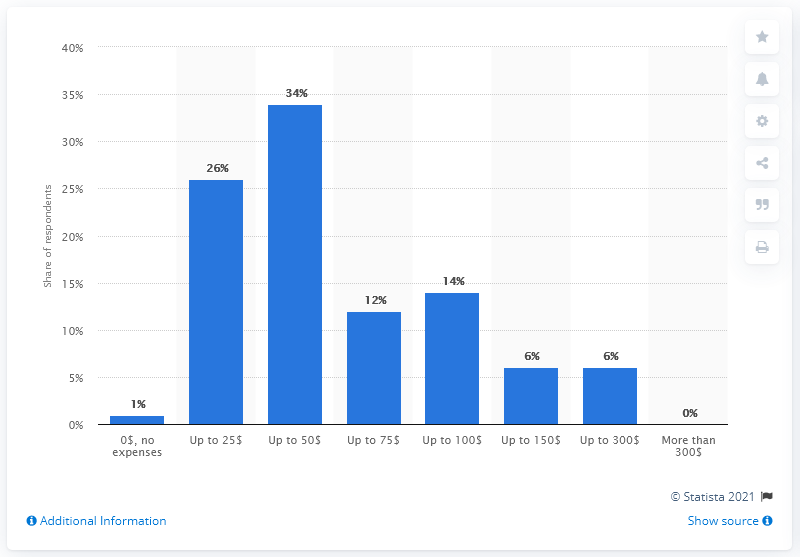 40%
35%
30%
25%
20%
15%
10%
5%
0%
Share of respondents
1%
26%
34%
12%
14%
6%
6%
0%
0$, no
expenses
Up to 25$
Up to 50$
Up to 75$
Up to 100$
Up to 150$
Up to 300$
More than
300$
© Statista 2021
Additional Information
Show source